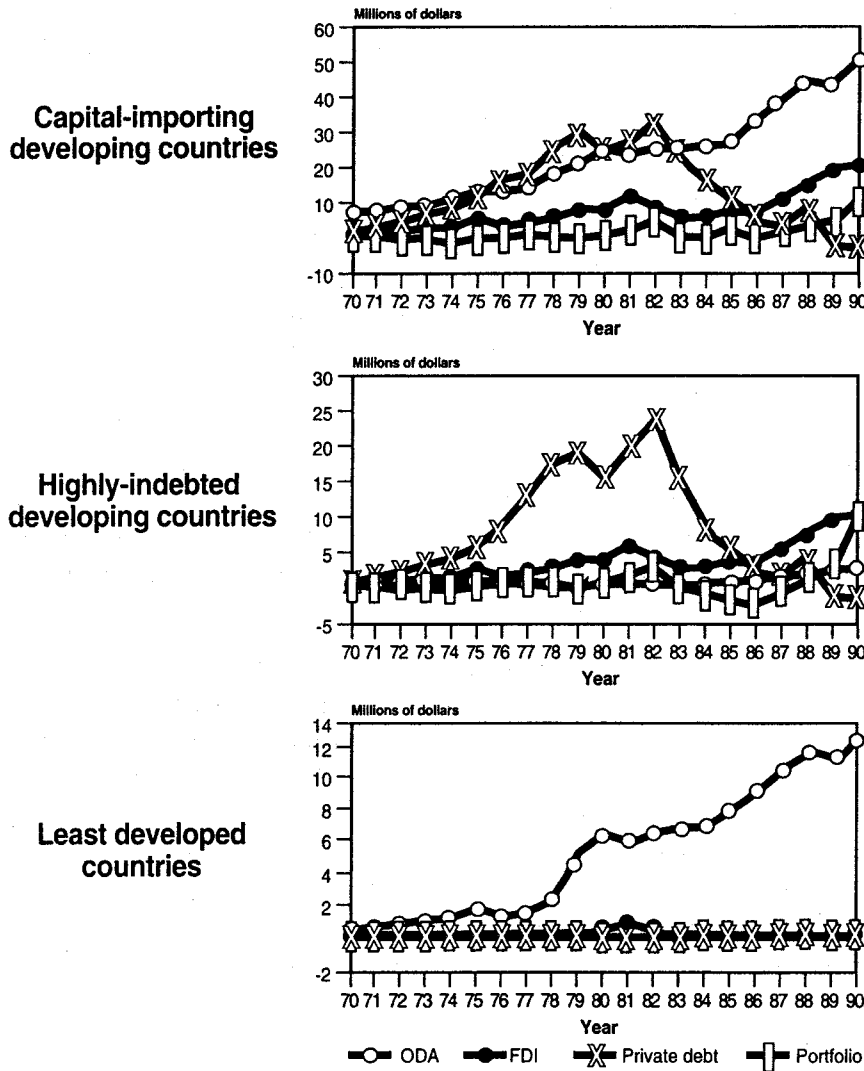 Capital-importing
developing countries
Millions of dollars
60
50
40
30
20
10
-10
70 71 72 73 74 75 76 77 78 79 80 81 82 83 84 85 86 87 88 89 90
Year
Highly-indebted
developing countries
Millions of dollars
30
25
20
15
10
5
-5
70 71 72 73 74 75 76 77 78 79 80 81 82 83 84 85 86 87 88 89 90
Year
Least developed
countries
Millions of dollars
14
12
10
8
6
4
2
-2
70 71 72 73 74 75 76 77 78 79 80 81 82 83 84 85 86 87 88 89 90
Year
ODA FDI Private debt Portfolio